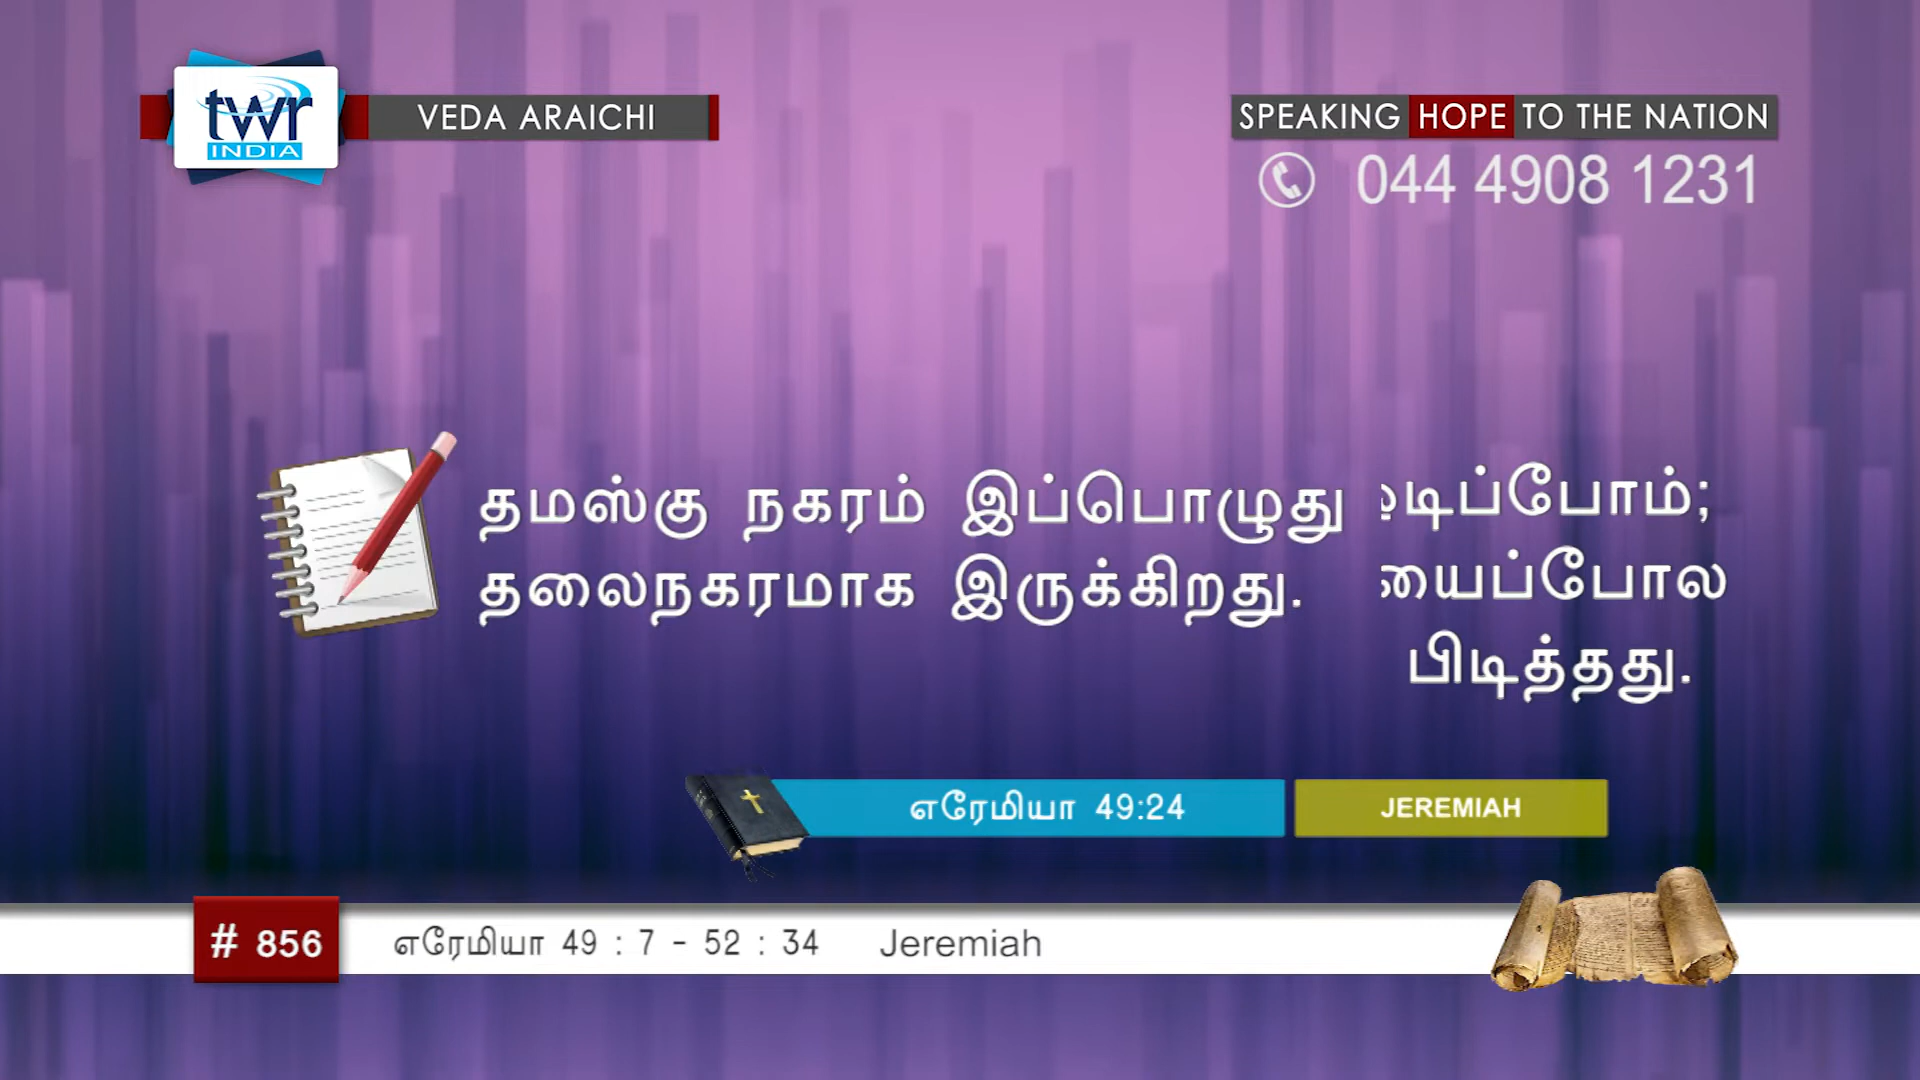 twr
INDIA
VEDA ARAICHI
SPEAKING HOPE TO THE NATION
044 4908 1231
தமஸ்கு நகரம் இப்பொழுது
தலைநகரமாக இருக்கிறது.
பிடித்தது.
எரேமியா 49:24
JEREMIAH
# 856
எரேமியா 49 : 7 - 52 : 34 Jeremiah